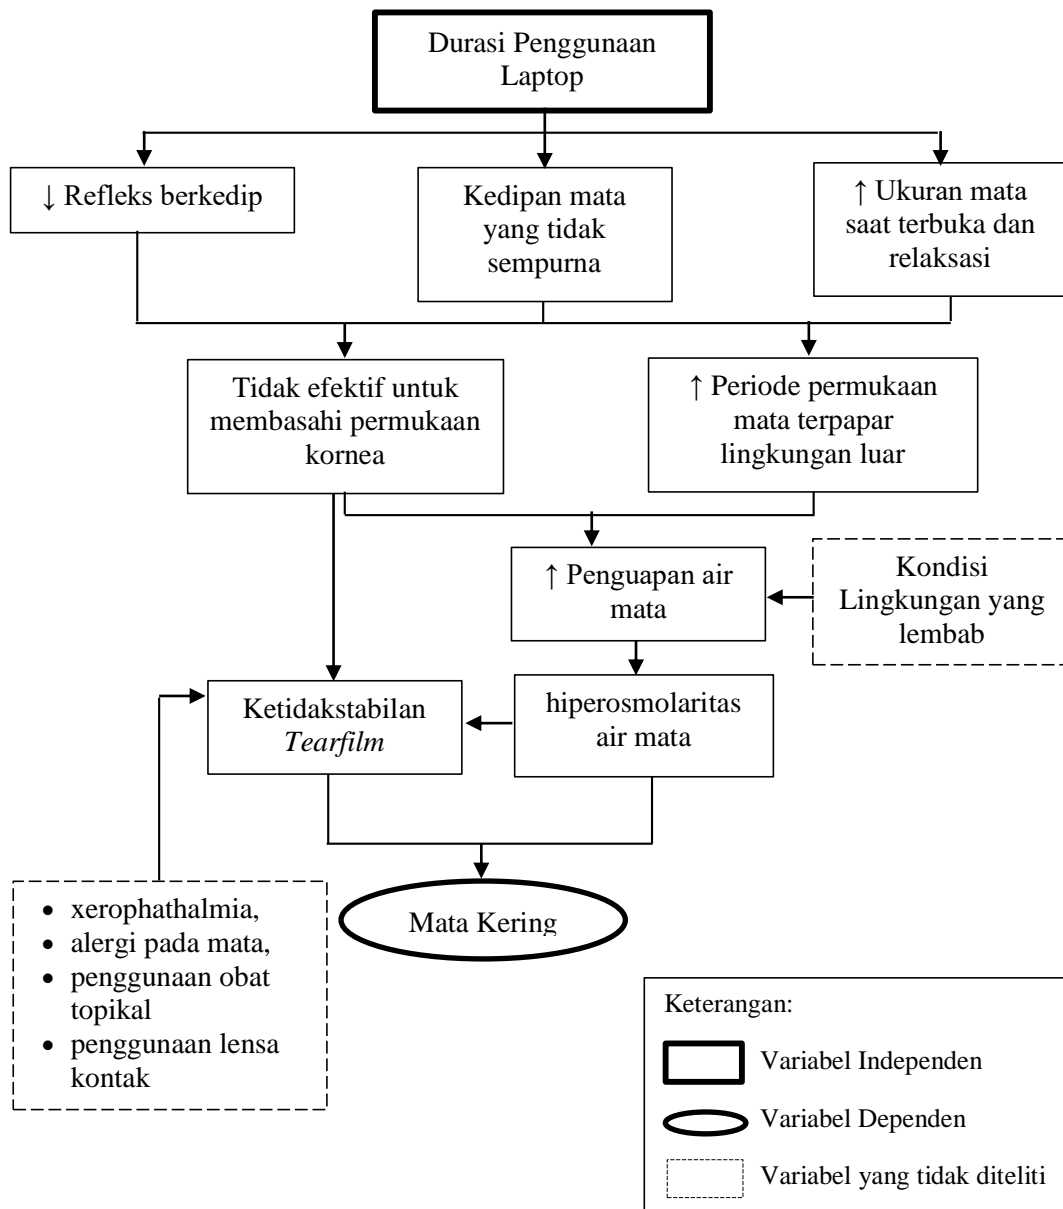 Durasi Penggunaan
Laptop
↓ Refleks berkedip
Kedipan mata
yang tidak
sempurna
↑ Ukuran mata
saat terbuka dan
relaksasi
Tidak efektif untuk
membasahi permukaan
kornea
↑ Periode permukaan
mata terpapar
lingkungan luar
↑ Penguapan air
mata
Kondisi
Lingkungan yang
lembab
Ketidakstabilan
Tearfilm
hiperosmolaritas
air mata
• xerophathalmia,
• alergi pada mata,
• penggunaan obat
topikal
• penggunaan lensa
kontak
Mata Kering
Keterangan:
Variabel Independen
Variabel Dependen
Variabel yang tidak diteliti